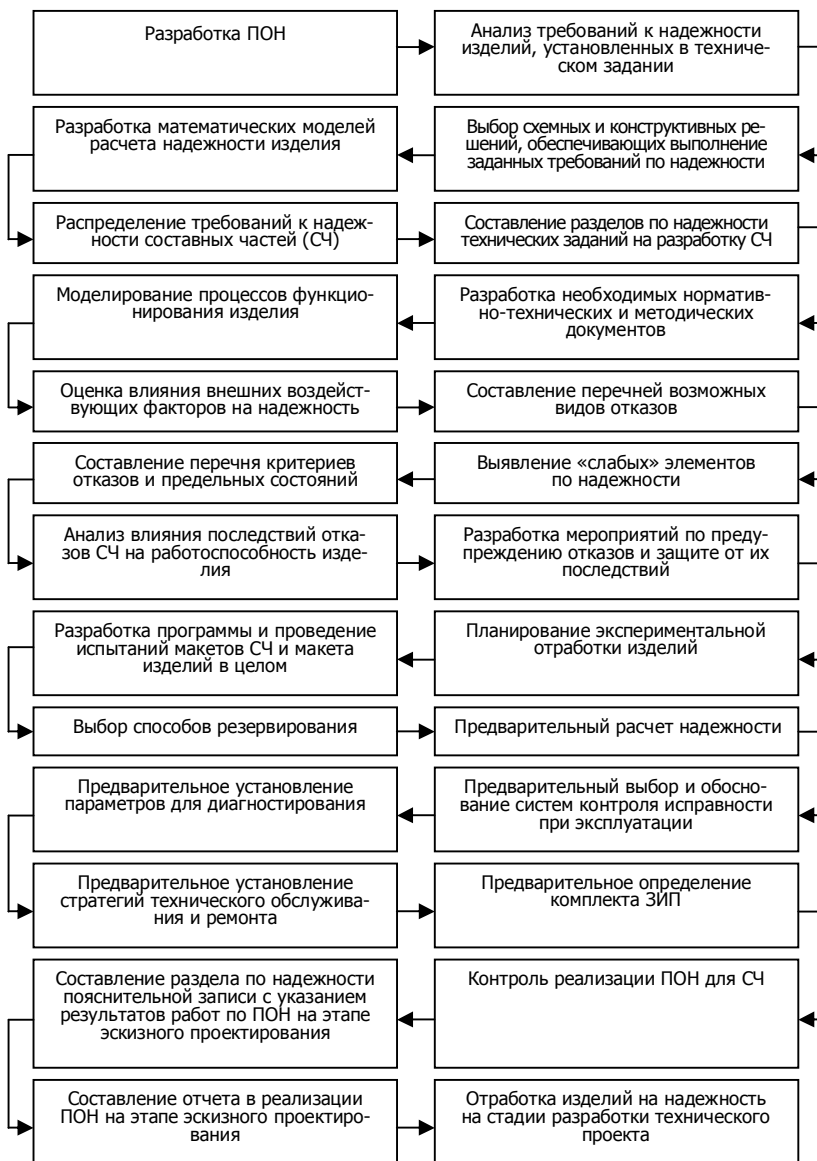 Разработка ПОН
Анализ требований к надежности
изделий, установленных в техниче-
ском задании
Разработка математических моделей
расчета надежности изделия
Выбор схемных и конструктивных ре-
шений, обеспечивающих выполнение
заданных требований по надежности
Распределение требований к надеж-
ности составных частей (СЧ)
Составление разделов по надежности
технических заданий на разработку СЧ
Моделирование процессов функцио-
нирования изделия
Разработка необходимых норматив-
но-технических и методических
документов
Оценка влияния внешних воздейст-
вующих факторов на надежность
Составление перечней возможных
видов отказов
Составление перечня критериев
отказов и предельных состояний
Выявление «слабых» элементов
по надежности
Анализ влияния последствий отка-
зов СЧ на работоспособность изде-
лия
Разработка мероприятий по преду-
преждению отказов и защите от их
последствий
Разработка программы и проведение
испытаний макетов СЧ и макета
изделий в целом
Планирование экспериментальной
отработки изделий
Выбор способов резервирования
Предварительный расчет надежности
Предварительное установление
параметров для диагностирования
Предварительный выбор и обосно-
вание систем контроля исправности
при эксплуатации
Предварительное установление
стратегий технического обслужива-
ния и ремонта
Предварительное определение
комплекта ЗИП
Составление раздела по надежности
пояснительной записи с указанием
результатов работ по ПОН на этапе
эскизного проектирования
Контроль реализации ПОН для СЧ
Составление отчета в реализации
ПОН на этапе эскизного проектиро-
вания
Отработка изделий на надежность
на стадии разработки технического
проекта